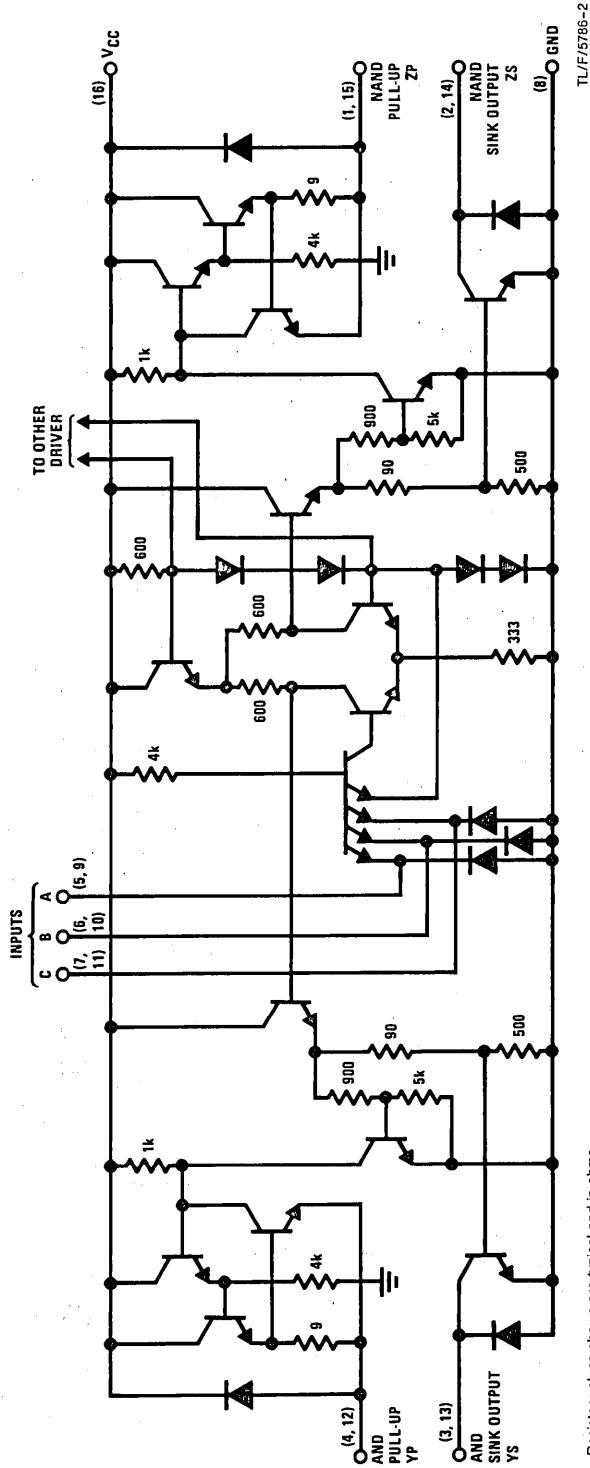 TL/F/5786-2
INPUTS
TO OTHER
DRIVER
C
B
A
(7,
11)
(6,
10)
(5, 9)
(16)
VCC
1k
4k
600
1k
9
4k
600
600
4k
9
(4, 12)
AND
PULL-UP
YP
(1, 15)
NAND
PULL-UP
ZP
900
5k
90
500
900
5k
90
500
333
(3, 13)
AND
SINK OUTPUT
YS
(2, 14)
NAND
SINK OUTPUT
ZS
(8)
GND